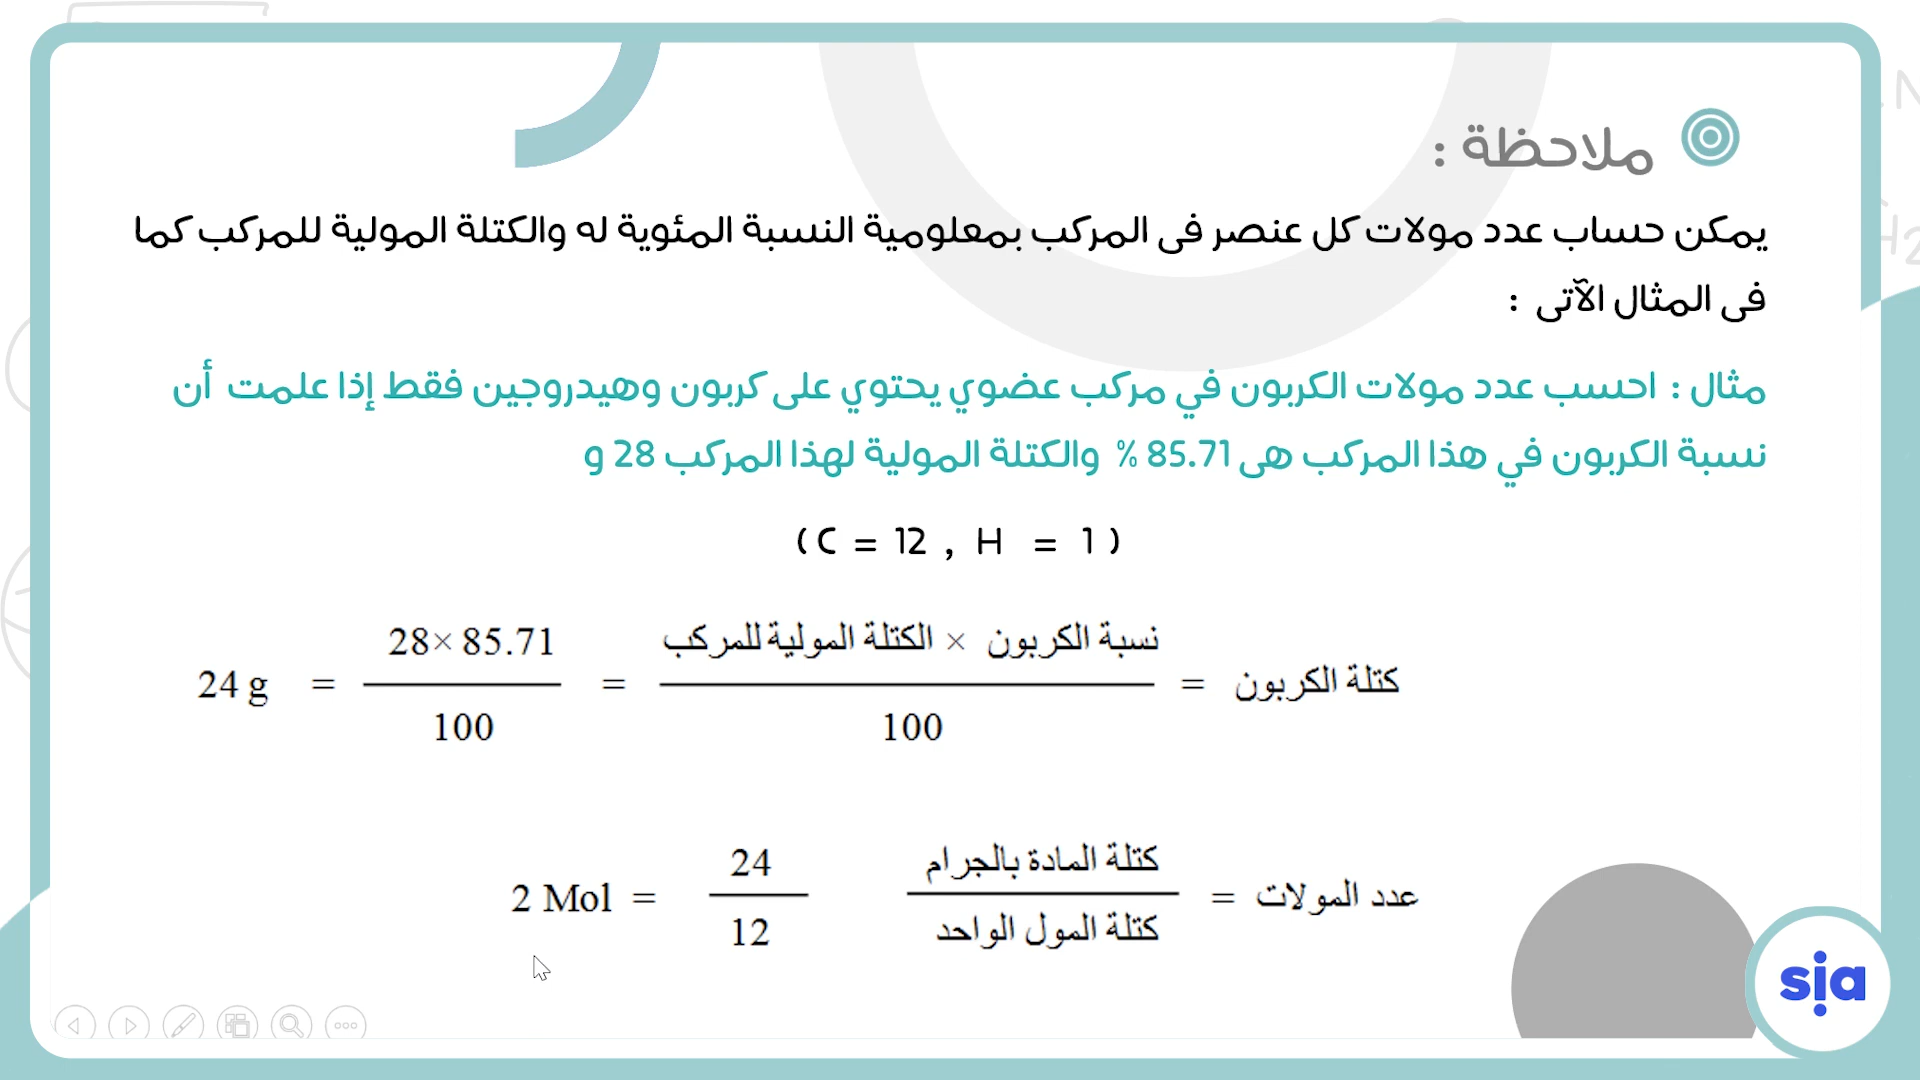 ملاحظة :
يمكن حساب عدد مولات كل عنصر فى المركب بمعلومية النسبة المئوية له والكتلة المولية للمركب كما
فى المثال الآتى :
مثال : احسب عدد مولات الكربون في مركب عضوي يحتوي على كربون وهيدروجين فقط إذا علمت أن
نسبة الكربون في هذا المركب هى 85.71 % والكتلة المولية لهذا المركب 28 و
( C = 12 , H = 1 )
نسبة الكربون × الكتلة المولية للمركب 28× 85.71
كتلة الكربون = = = 24 g
100 100
كتلة المادة بالجرام 24
عدد المولات = = 2 Mol
كتلة المول الواحد 12
sia